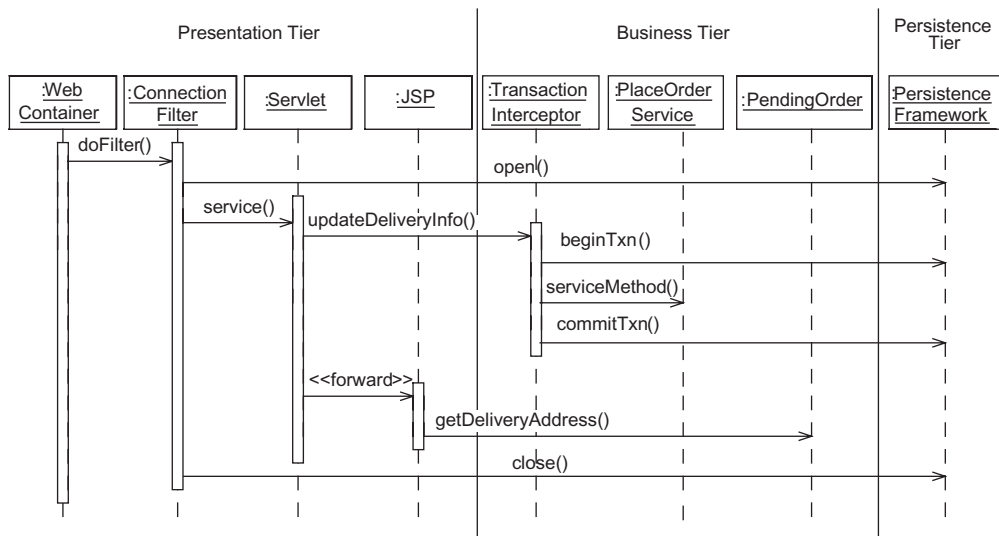 Presentation Tier
Business Tier
Persistence
Tier
:Web
Container
:Connection
Filter
:Servlet
:JSP
:Transaction
Interceptor
:PlaceOrder
Service
:PendingOrder
:Persistence
Framework
doFilter()
open()
service()
updateDeliveryInfo()
beginTxn()
serviceMethod()
commitTxn()
<<forward>>
getDeliveryAddress()
close()